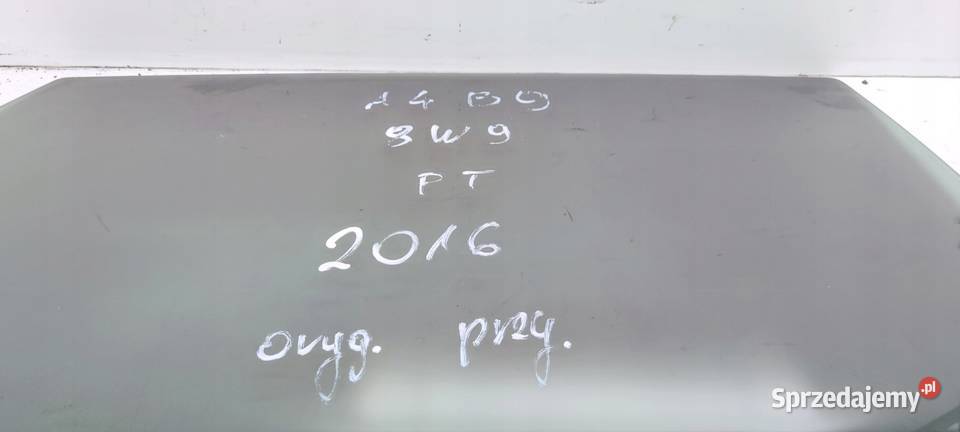 A4 B9
8W9
PT
2016
oryg. przy.
Sprzedajemy.pl